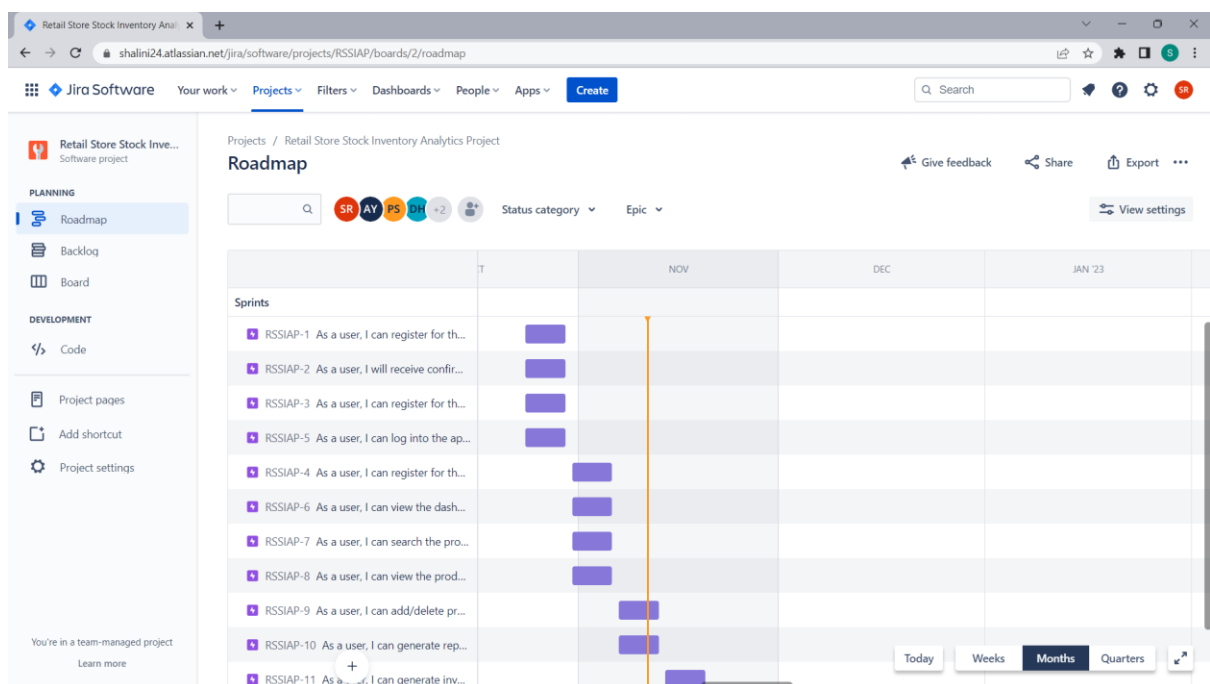 Retail Store Stock Inventory Anal
shalini24.atlassian.net/jira/software/projects/RSSIAP/boards/2/roadmap
S
Jira Software Your work Projects Filters Dashboards People Apps Create Search SR
Retail Store Stock Inve...
Software project
PLANNING
Roadmap
Backlog
Board
DEVELOPMENT
Code
Project pages
Add shortcut
Project settings
You're in a team-managed project
Learn more
Projects / Retail Store Stock Inventory Analytics Project
Roadmap Give feedback Share Export
SR AY PS DH +2 Status category Epic View settings
CT NOV DEC JAN '23
Sprints
RSSIAP-1 As a user, I can register for th...
RSSIAP-2 As a user, I will receive confir...
RSSIAP-3 As a user, I can register for th...
RSSIAP-5 As a user, I can log into the ap...
RSSIAP-4 As a user, I can register for th...
RSSIAP-6 As a user, I can view the dash...
RSSIAP-7 As a user, I can search the pro...
RSSIAP-8 As a user, I can view the prod...
RSSIAP-9 As a user, I can add/delete pr...
RSSIAP-10 As a user, I can generate rep...
RSSIAP-11 As a I can generate inv...
Today Weeks Months Quarters